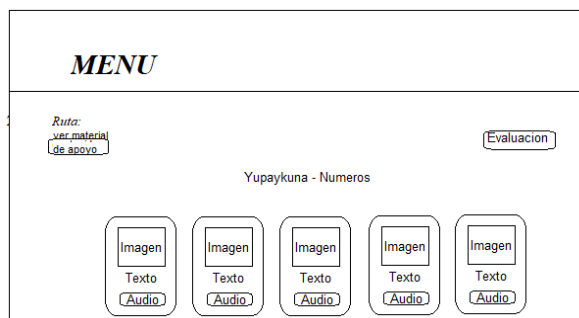 MENU
Ruta:
ver material
de apoyo
Evaluacion
Yupaykuna - Numeros
Imagen Imagen Imagen Imagen Imagen
Texto Texto Texto Texto Texto
Audio Audio Audio Audio Audio